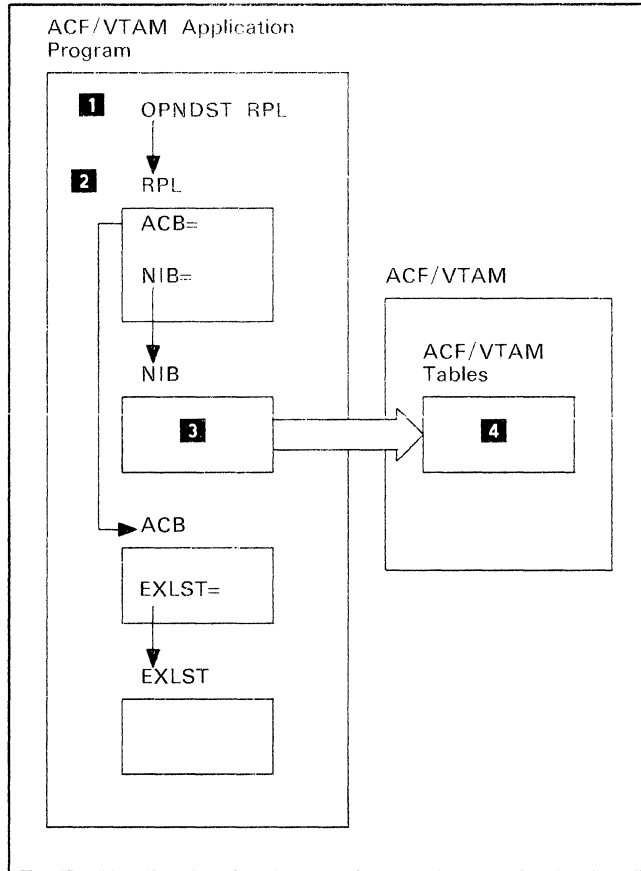 ACF/VTAM Application
Program
1 OPNDST RPL
2 RPL
ACB=
NIB=
NIB
3
ACB
EXLST=
EXLST
ACF/VTAM
ACF/VTAM
Tables
4